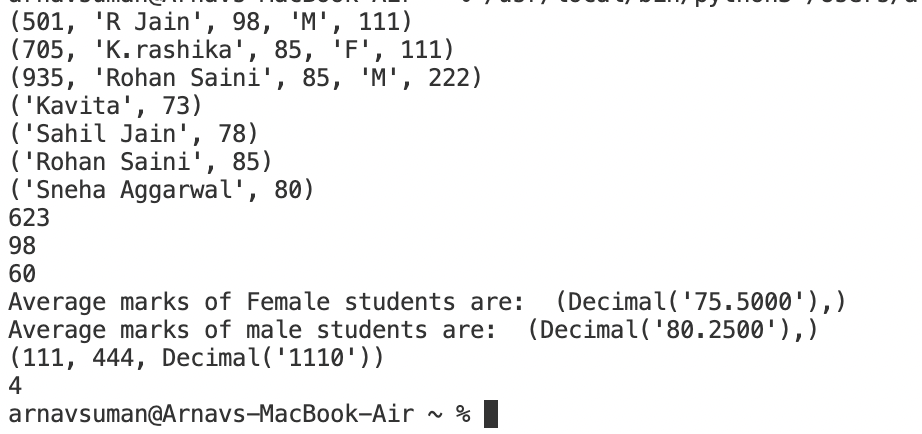 (501, 'R Jain', 98, 'M', 111)
(705, 'K.rashika', 85, 'F', 111)
(935, 'Rohan Saini', 85, 'M', 222)
('Kavita', 73)
('Sahil Jain', 78)
('Rohan Saini', 85)
('Sneha Aggarwal', 80)
623
98
60
Average marks of Female students are:  (Decimal('75.5000'),)
Average marks of male students are:  (Decimal('80.2500'),)
(111, 444, Decimal('1110'))
4
arnavsuman@Arnavs-MacBook-Air ~ %